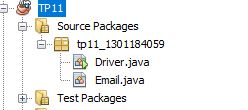 TP11
Source Packages
tp11_1301184059
Driver.java
Email.java
Test Packages